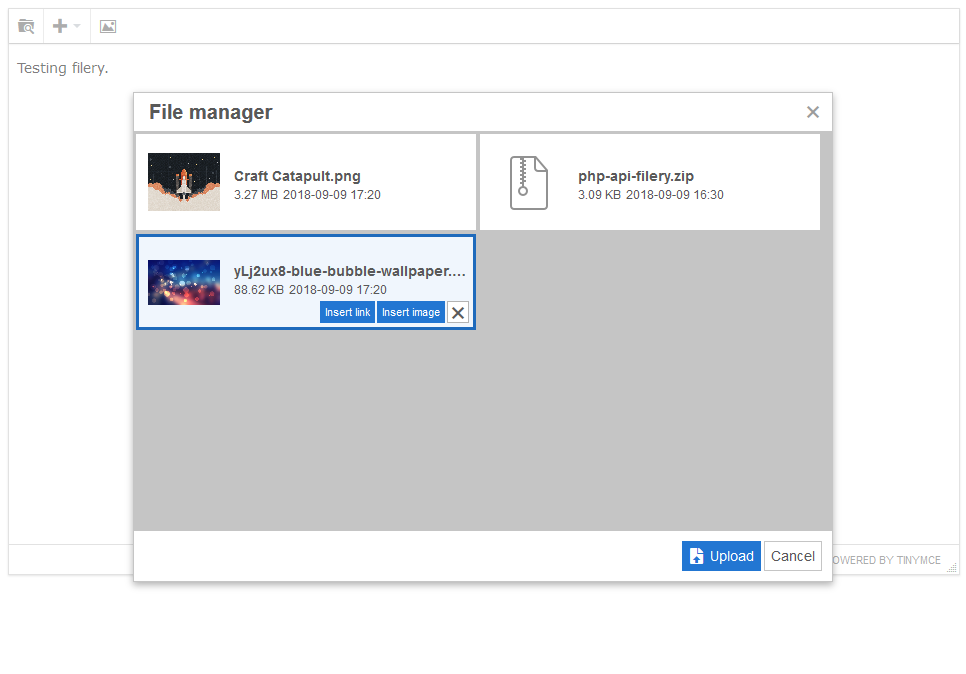 Testing filery.
File manager
Craft Catapult.png
3.27 MB 2018-09-09 17:20
php-api-filery.zip
3.09 KB 2018-09-09 16:30
yLj2ux8-blue-bubble-wallpaper....
88.62 KB 2018-09-09 17:20
Insert link
Insert image
Upload
Cancel
OWERED BY TINYMCE